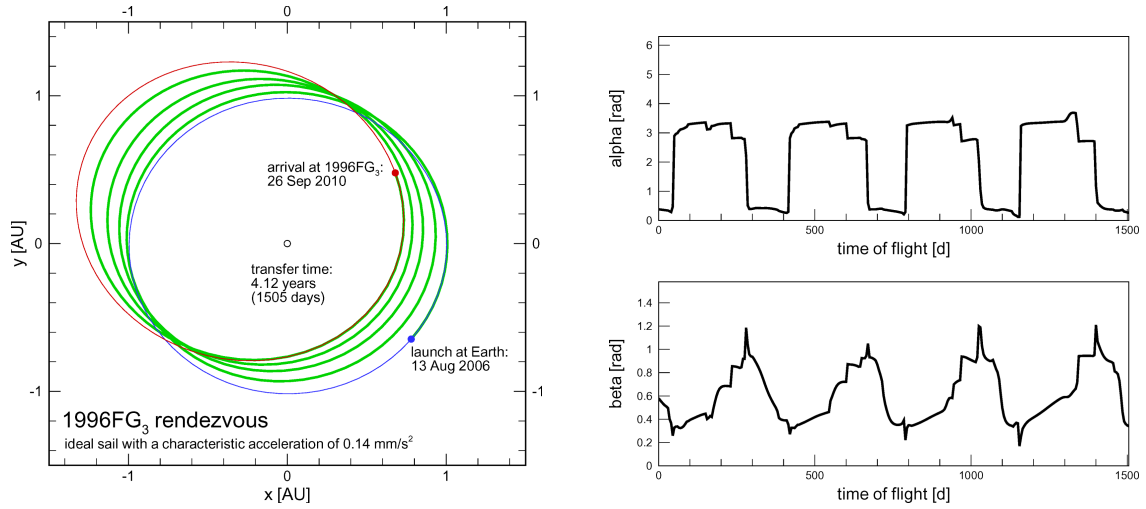 -1 0 1
1
0
-1
1
0
-1
-1 0 1
y [AU]
x [AU]
arrival at 1996FG₃:
26 Sep 2010
transfer time:
4.12 years
(1505 days)
launch at Earth:
13 Aug 2006
1996FG₃ rendezvous
ideal sail with a characteristic acceleration of 0.14 mm/s²
6
5
4
3
2
1
0
alpha [rad]
0 500 1000 1500
time of flight [d]
1.4
1.2
1
0.8
0.6
0.4
0.2
0
beta [rad]
0 500 1000 1500
time of flight [d]